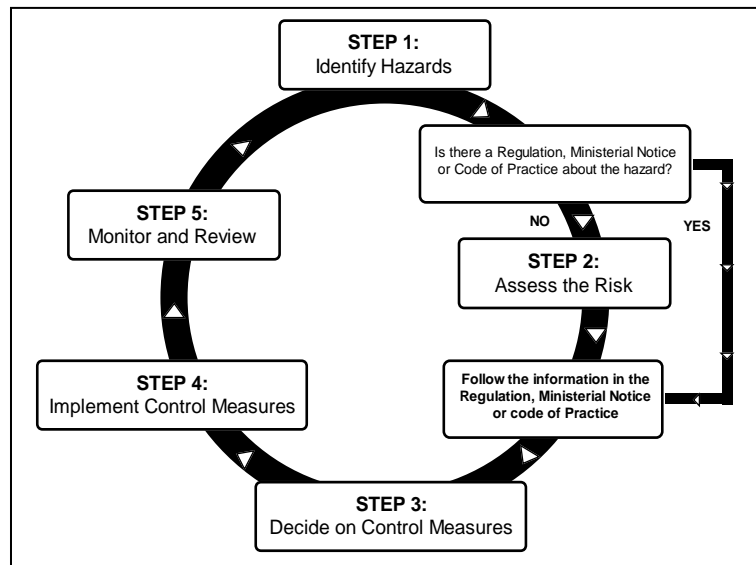 STEP 1:
Identify Hazards
Is there a Regulation, Ministerial Notice
or Code of Practice about the hazard?
NO
YES
STEP 2:
Assess the Risk
Follow the information in the
Regulation, Ministerial Notice
or code of Practice
STEP 3:
Decide on Control Measures
STEP 4:
Implement Control Measures
STEP 5:
Monitor and Review